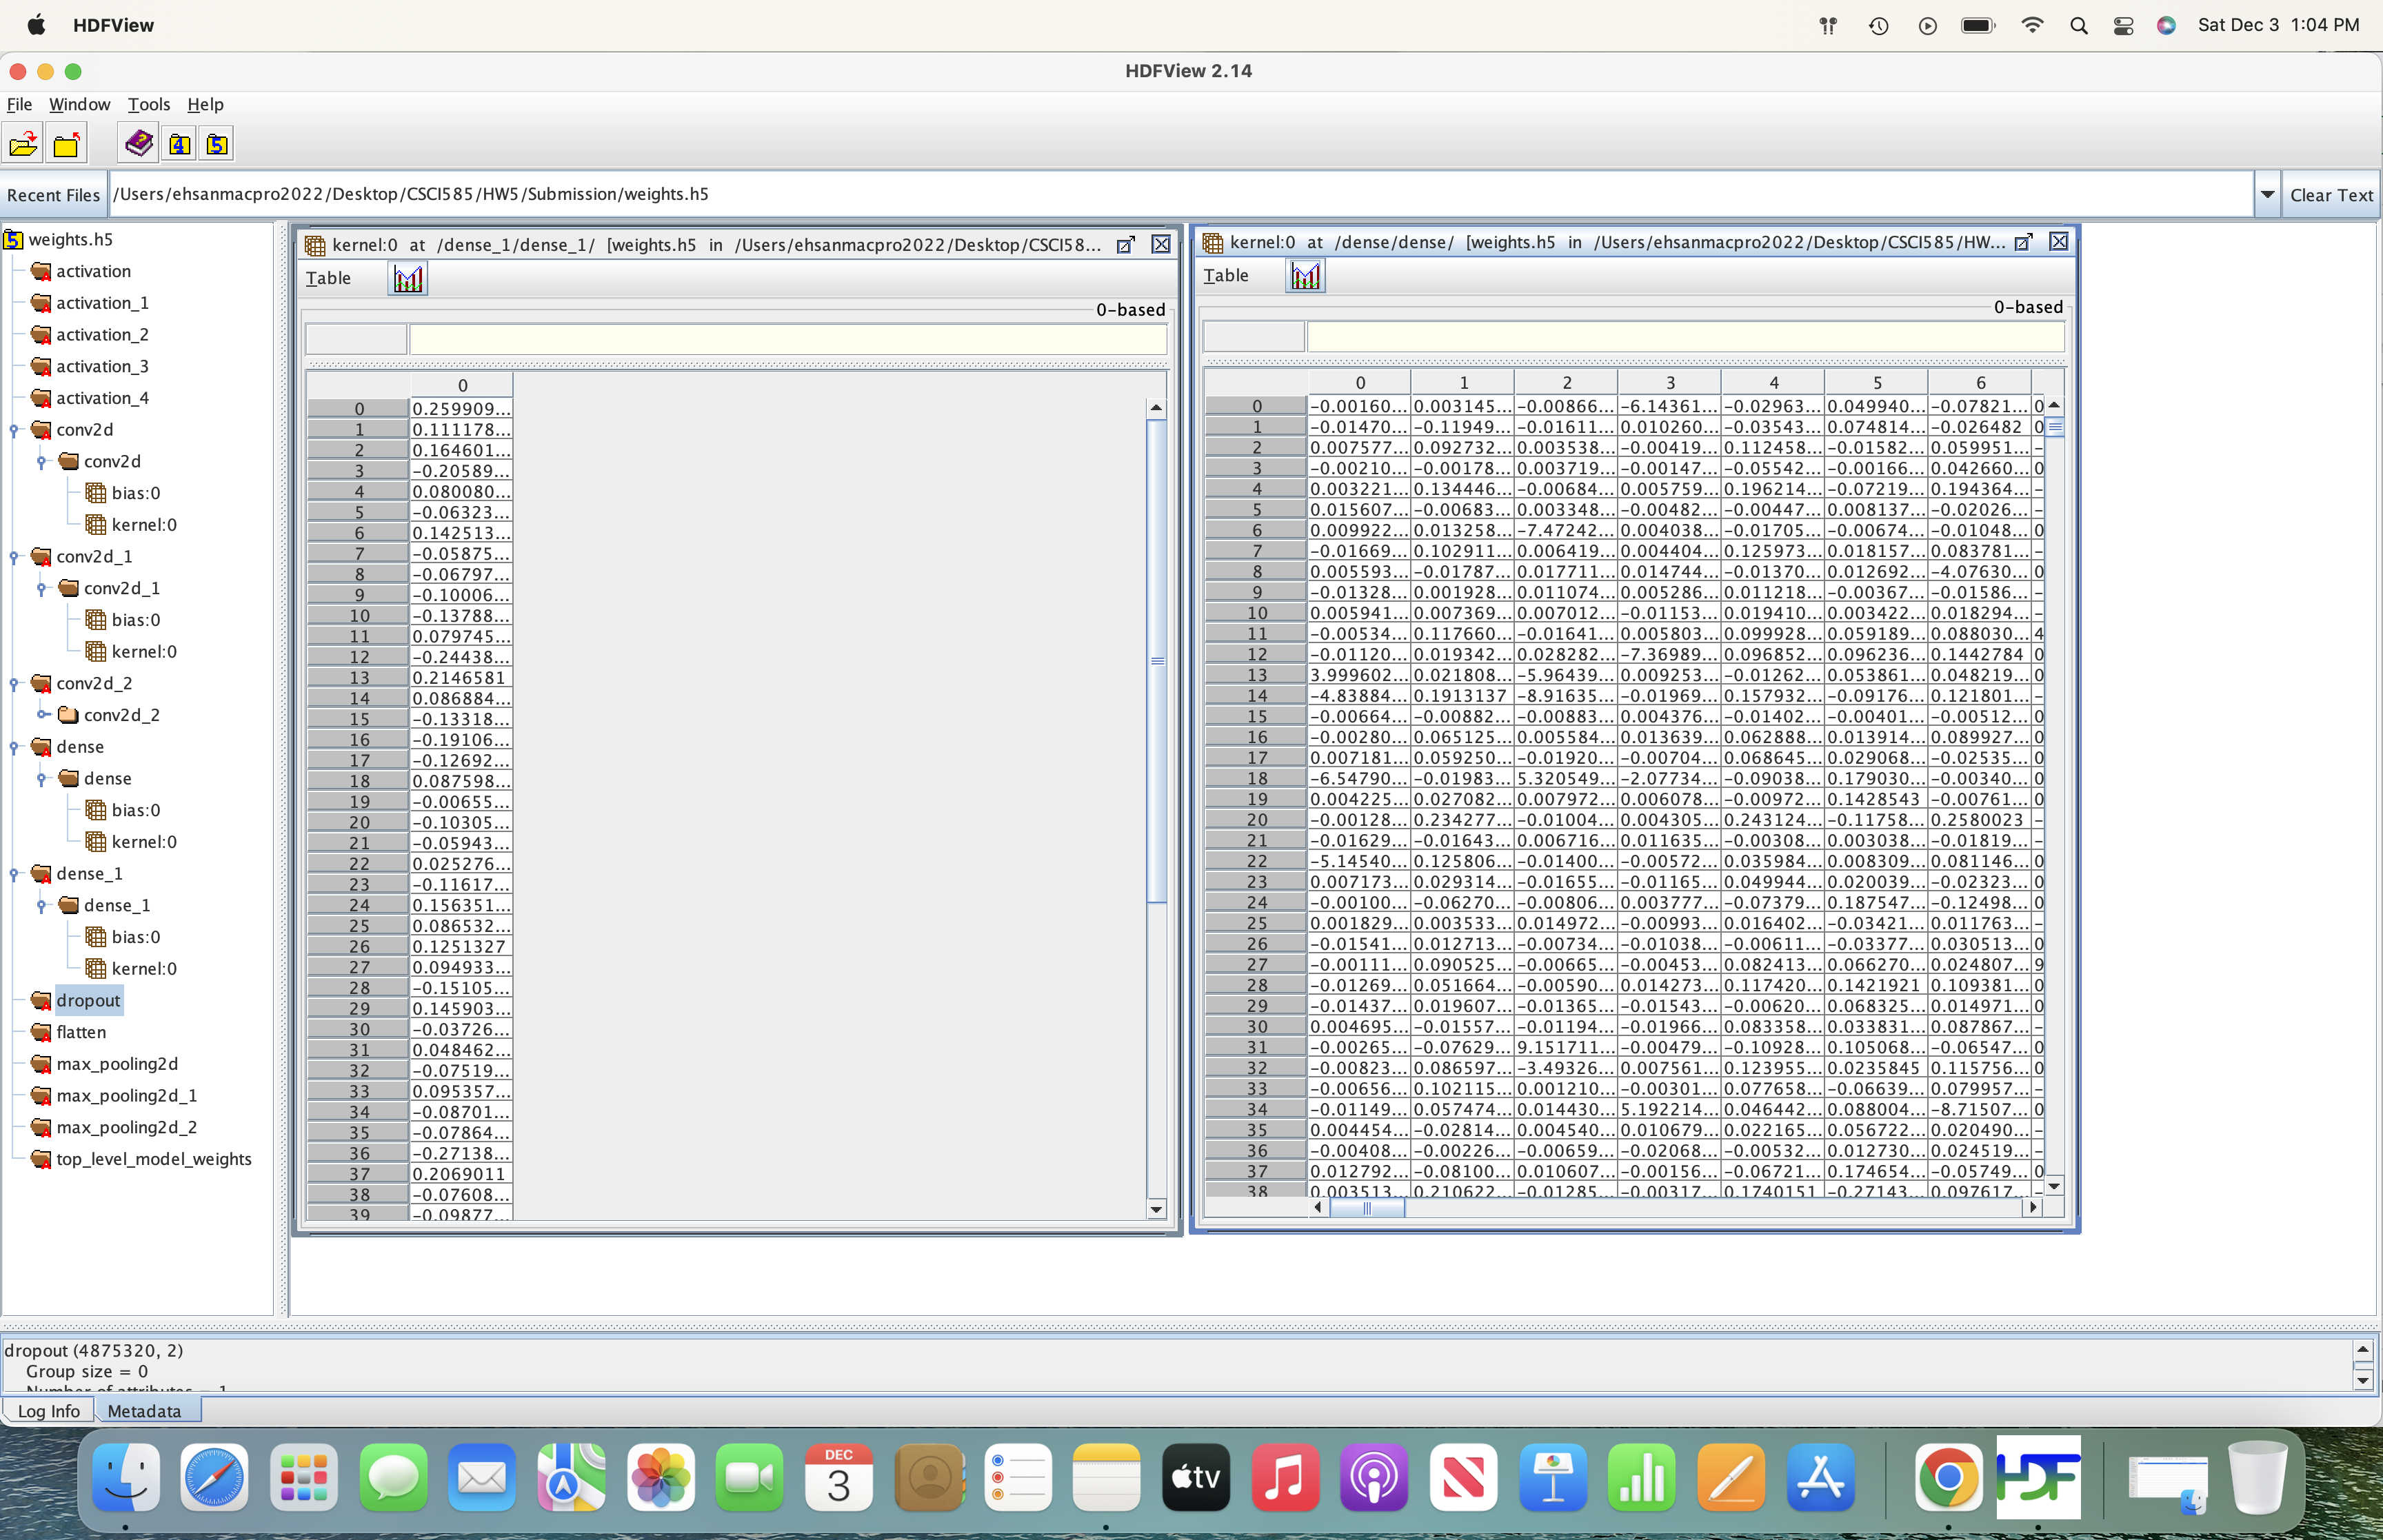 HDFView
Sat Dec 3 1:04 PM
HDFView 2.14
File Window Tools Help
4 5
Recent Files /Users/ehsanmacpro2022/Desktop/CSCI585/HW5/Submission/weights.h5 Clear Text
5 weights.h5
activation
activation_1
activation_2
activation_3
activation_4
conv2d
conv2d
bias:0
kernel:0
conv2d_1
conv2d_1
bias:0
kernel:0
conv2d_2
conv2d_2
dense
dense
bias:0
kernel:0
dense_1
dense_1
bias:0
kernel:0
dropout
flatten
max_pooling2d
max_pooling2d_1
max_pooling2d_2
top_level_model_weights
kernel:0 at /dense_1/dense_1/ [weights.h5 in /Users/ehsanmacpro2022/Desktop/CSCI58...
Table
0-based
0
0 0.259909...
1 0.111178...
2 0.164601...
3 -0.20589...
4 0.080080...
5 -0.06323...
6 0.142513...
7 -0.05875...
8 -0.06797...
9 -0.10006...
10 -0.13788...
11 0.079745...
12 -0.24438...
13 0.2146581
14 0.086884...
15 -0.13318...
16 -0.19106...
17 -0.12692...
18 0.087598...
19 -0.00655...
20 -0.10305...
21 -0.05943...
22 0.025276...
23 -0.11617...
24 0.156351...
25 0.086532...
26 0.1251327
27 0.094933...
28 -0.15105...
29 0.145903...
30 -0.03726...
31 0.048462...
32 -0.07519...
33 0.095357...
34 -0.08701...
35 -0.07864...
36 -0.27138...
37 0.2069011
38 -0.07608...
39 -0.09877...
kernel:0 at /dense/dense/ [weights.h5 in /Users/ehsanmacpro2022/Desktop/CSCI585/HW...
Table
0-based
0 1 2 3 4 5 6
0 -0.00160... 0.003145... -0.00866... -6.14361... -0.02963... 0.049940... -0.07821... 0
1 -0.01470... -0.11949... -0.01611... 0.010260... -0.03543... 0.074814... -0.026482 0
2 0.007577... 0.092732... 0.003538... -0.00419... 0.112458... -0.01582... 0.059951... -
3 -0.00210... -0.00178... 0.003719... -0.00147... -0.05542... -0.00166... 0.042660... 0
4 0.003221... 0.134446... -0.00684... 0.005759... 0.196214... -0.07219... 0.194364... -
5 0.015607... -0.00683... 0.003348... -0.00482... -0.00447... 0.008137... -0.02026... -
6 0.009922... 0.013258... -7.47242... 0.004038... -0.01705... -0.00674... -0.01048... 0
7 -0.01669... 0.102911... 0.006419... 0.004404... 0.125973... 0.018157... 0.083781... -
8 0.005593... -0.01787... 0.017711... 0.014744... -0.01370... 0.012692... -4.07630... 0
9 -0.01328... 0.001928... 0.011074... 0.005286... 0.011218... -0.00367... -0.01586... -
10 0.005941... 0.007369... 0.007012... -0.01153... 0.019410... 0.003422... 0.018294... -
11 -0.00534... 0.117660... -0.01641... 0.005803... 0.099928... 0.059189... 0.088030... 4
12 -0.01120... 0.019342... 0.028282... -7.36989... 0.096852... 0.096236... 0.1442784 0
13 3.999602... 0.021808... -5.96439... 0.009253... -0.01262... 0.053861... 0.048219... 0
14 -4.83884... 0.1913137 -8.91635... -0.01969... 0.157932... -0.09176... 0.121801... -
15 -0.00664... -0.00882... -0.00883... 0.004376... -0.01402... -0.00401... -0.00512... 0
16 -0.00280... 0.065125... 0.005584... 0.013639... 0.062888... 0.013914... 0.089927... 0
17 0.007181... 0.059250... -0.01920... -0.00704... 0.068645... 0.029068... -0.02535... 0
18 -6.54790... -0.01983... 5.320549... -2.07734... -0.09038... 0.179030... -0.00340... 0
19 0.004225... 0.027082... 0.007972... 0.006078... -0.00972... 0.1428543 -0.00761... 0
20 -0.00128... 0.234277... -0.01004... 0.004305... 0.243124... -0.11758... 0.2580023 -
21 -0.01629... -0.01643... 0.006716... 0.011635... -0.00308... 0.003038... -0.01819... -
22 -5.14540... 0.125806... -0.01400... -0.00572... 0.035984... 0.008309... 0.081146... 0
23 0.007173... 0.029314... -0.01655... -0.01165... 0.049944... 0.020039... -0.02323... 0
24 -0.00100... -0.06270... -0.00806... 0.003777... -0.07379... 0.187547... -0.12498... 0
25 0.001829... 0.003533... 0.014972... -0.00993... 0.016402... -0.03421... 0.011763... -
26 -0.01541... 0.012713... -0.00734... -0.01038... -0.00611... -0.03377... 0.030513... 0
27 -0.00111... 0.090525... -0.00665... -0.00453... 0.082413... 0.066270... 0.024807... 9
28 -0.01269... 0.051664... -0.00590... 0.014273... 0.117420... 0.1421921 0.109381... 0
29 -0.01437... 0.019607... -0.01365... -0.01543... -0.00620... 0.068325... 0.014971... 0
30 0.004695... -0.01557... -0.01194... -0.01966... 0.083358... 0.033831... 0.087867... -
31 -0.00265... -0.07629... 9.151711... -0.00479... -0.10928... 0.105068... -0.06547... 0
32 -0.00823... 0.086597... -3.49326... 0.007561... 0.123955... 0.0235845 0.115756... 0
33 -0.00656... 0.102115... 0.001210... -0.00301... 0.077658... -0.06639... 0.079957... -
34 -0.01149... 0.057474... 0.014430... 5.192214... 0.046442... 0.088004... -8.71507... 0
35 0.004454... -0.02814... 0.004540... 0.010679... 0.022165... 0.056722... 0.020490... -
36 -0.00408... -0.00226... -0.00659... -0.02068... -0.00532... 0.012730... 0.024519... -
37 0.012792... -0.08100... 0.010607... -0.00156... -0.06721... 0.174654... -0.05749... 0
38 0.003513... 0.210622... -0.01285... -0.00317... 0.1740151 -0.27143... 0.097617... -
dropout (4875320, 2)
Group size = 0
Number of attributes = 1
Log Info Metadata
DEC
3
tv
HDF